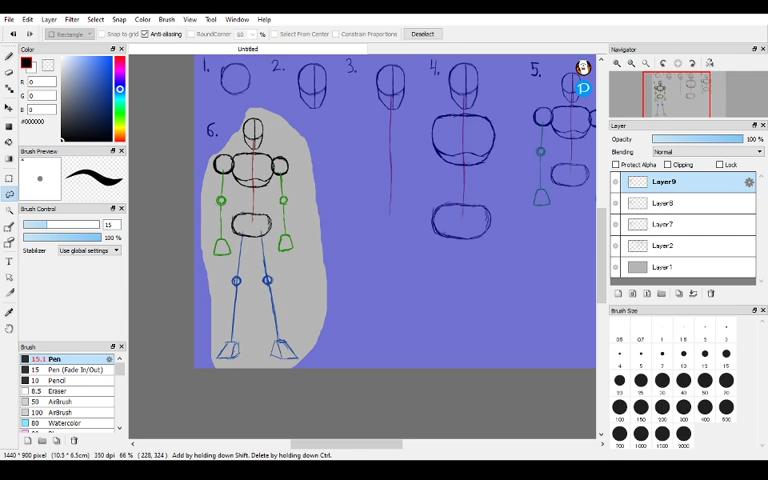 File Edit Layer Filter Select Snap Color Brush View Tool Window Help
Rectangle Snap to grid Anti-aliasing RoundCorner % Select From Center Constrain Proportions Deselect
Color
R 0
G 0
B 0
#000000
Brush Preview
Brush Control
15
100 %
Stabilizer Use global settings
Brush
15.1 Pen
15 Pen (Fade In/Out)
10 Pencil
8.5 Eraser
50 AirBrush
100 AirBrush
80 Watercolor
Untitled
1. 2. 3. 4. 5.
6.
Navigator
Layer
Opacity 100 %
Blending Normal
Protect Alpha Clipping Lock
Layer9
Layer8
Layer7
Layer2
Layer1
Brush Size
1440 * 900 pixel (10.5 * 6.5cm) 350 dpi 66 % ( 228, 324 ) Add by holding down Shift. Delete by holding down Ctrl.